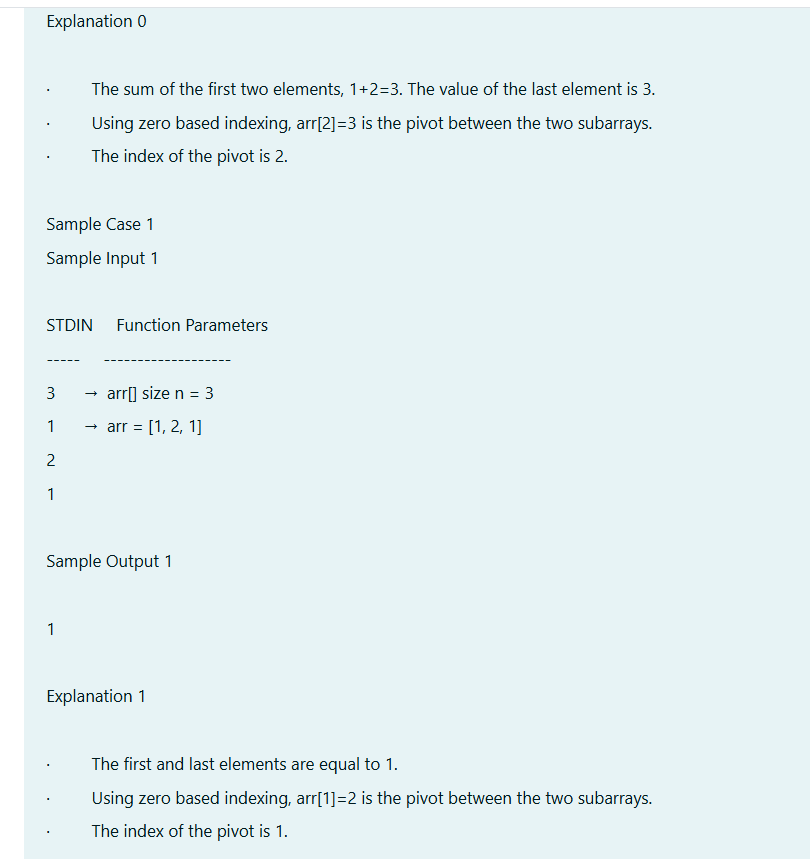 Explanation 0
· The sum of the first two elements, 1+2=3. The value of the last element is 3.
· Using zero based indexing, arr[2]=3 is the pivot between the two subarrays.
· The index of the pivot is 2.
Sample Case 1
Sample Input 1
STDIN Function Parameters
----- -------------------
3 → arr[] size n = 3
1 → arr = [1, 2, 1]
2
1
Sample Output 1
1
Explanation 1
· The first and last elements are equal to 1.
· Using zero based indexing, arr[1]=2 is the pivot between the two subarrays.
· The index of the pivot is 1.